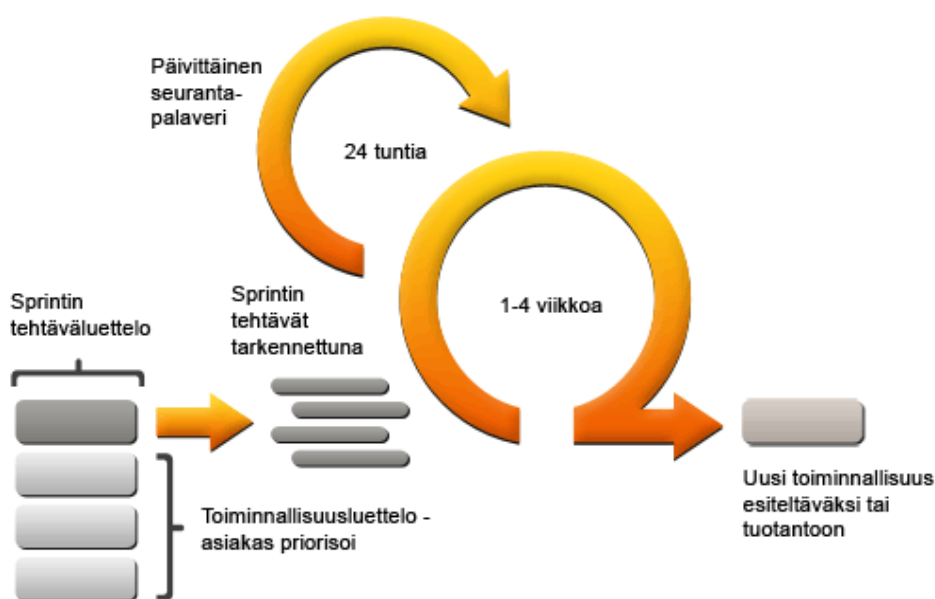 Päivittäinen
seuranta-
palaveri
24 tuntia
Sprintin
tehtäväluettelo
Sprintin
tehtävät
tarkennettuna
1-4 viikkoa
Toiminnallisuusluettelo -
asiakas priorisoi
Uusi toiminnallisuus
esiteltäväksi tai
tuotantoon